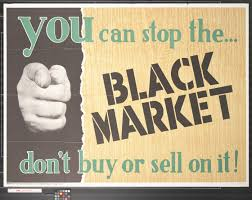 you can stop the...
BLACK
MARKET
don't buy or sell on it!